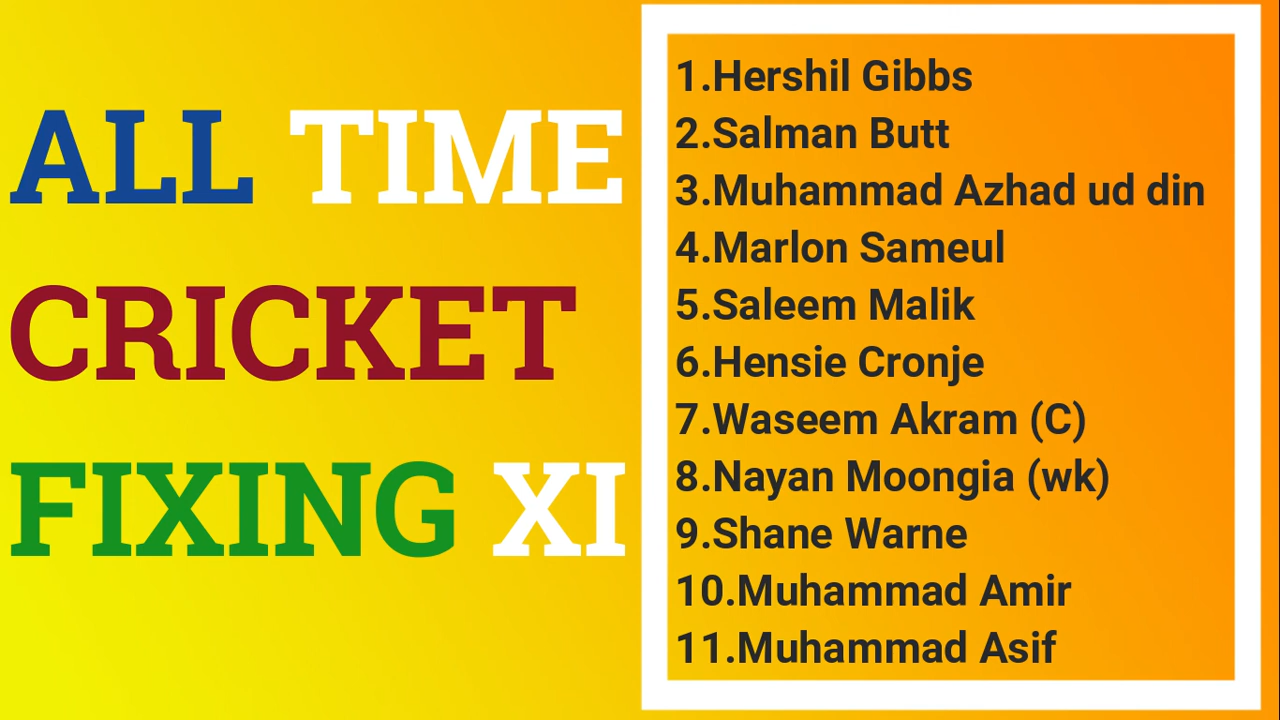 ALL TIME
CRICKET
FIXING XI
1.Hershil Gibbs
2.Salman Butt
3.Muhammad Azhad ud din
4.Marlon Sameul
5.Saleem Malik
6.Hensie Cronje
7.Waseem Akram (C)
8.Nayan Moongia (wk)
9.Shane Warne
10.Muhammad Amir
11.Muhammad Asif